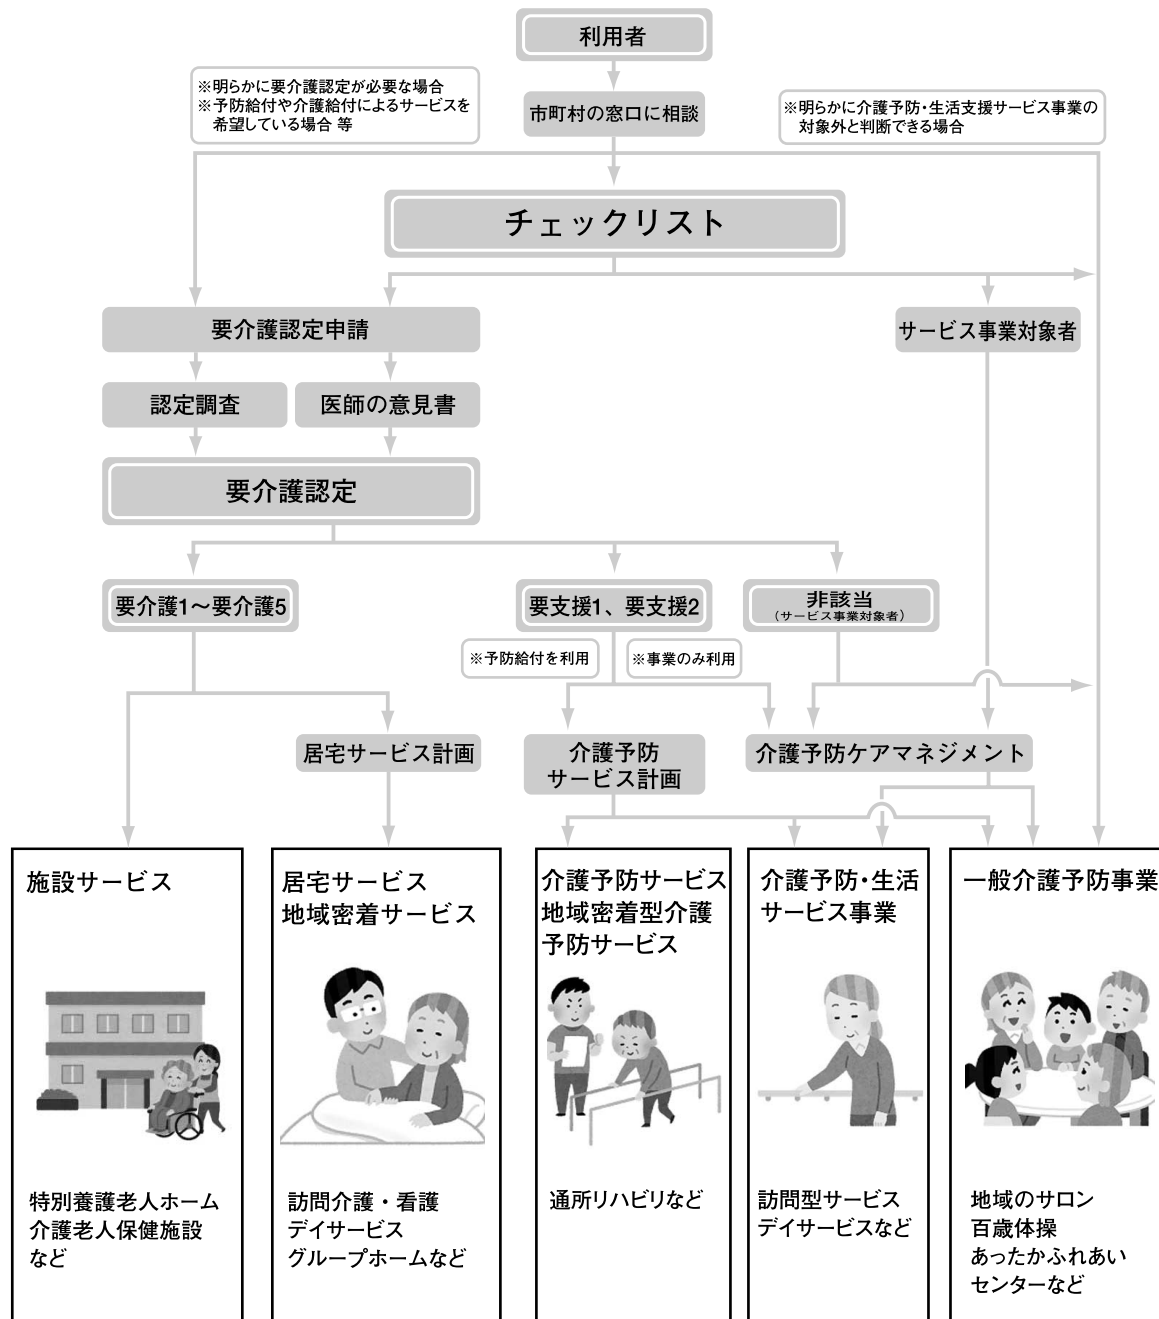 利用者
※明らかに要介護認定が必要な場合
※予防給付や介護給付によるサービスを
希望している場合 等
市町村の窓口に相談
※明らかに介護予防・生活支援サービス事業の
対象外と判断できる場合
チェックリスト
要介護認定申請
サービス事業対象者
認定調査
医師の意見書
要介護認定
要介護1〜要介護5
要支援1、要支援2
非該当
（サービス事業対象者）
※予防給付を利用
※事業のみ利用
居宅サービス計画
介護予防
サービス計画
介護予防ケアマネジメント
施設サービス
居宅サービス
地域密着サービス
介護予防サービス
地域密着型介護
予防サービス
介護予防・生活
サービス事業
一般介護予防事業
特別養護老人ホーム
介護老人保健施設
など
訪問介護・看護
デイサービス
グループホームなど
通所リハビリなど
訪問型サービス
デイサービスなど
地域のサロン
百歳体操
あったかふれあい
センターなど